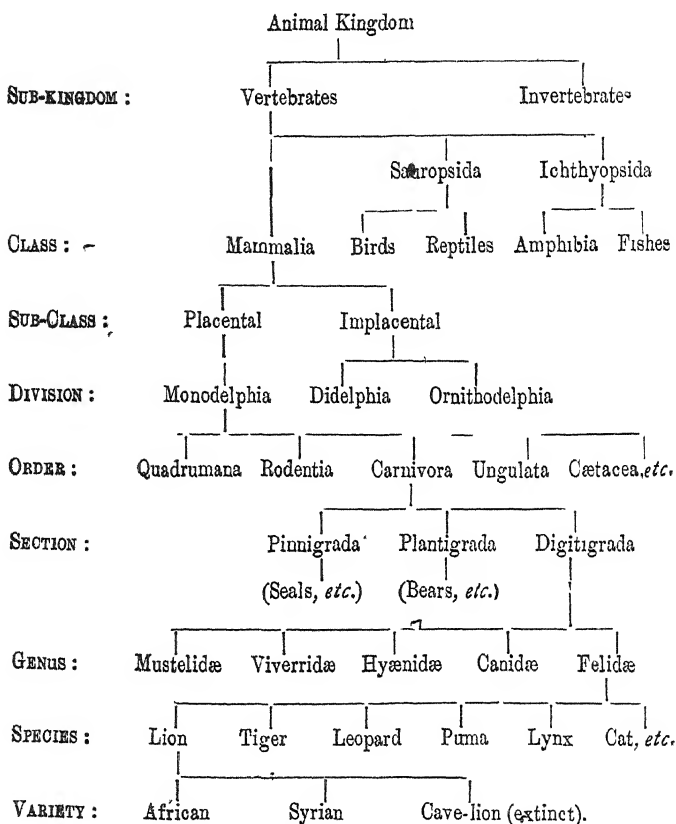 Animal Kingdom
SUB-KINGDOM : Vertebrates Invertebrates
Sauropsida Ichthyopsida
CLASS : Mammalia Birds Reptiles Amphibia Fishes
SUB-CLASS : Placental Implacental
DIVISION : Monodelphia Didelphia Ornithodelphia
ORDER : Quadrumana Rodentia Carnivora Ungulata Cætacea, etc.
SECTION : Pinnigrada Plantigrada Digitigrada
(Seals, etc.) (Bears, etc.)
GENUS : Mustelidæ Viverridæ Hyænidæ Canidæ Felidæ
SPECIES : Lion Tiger Leopard Puma Lynx Cat, etc.
VARIETY : African Syrian Cave-lion (extinct).